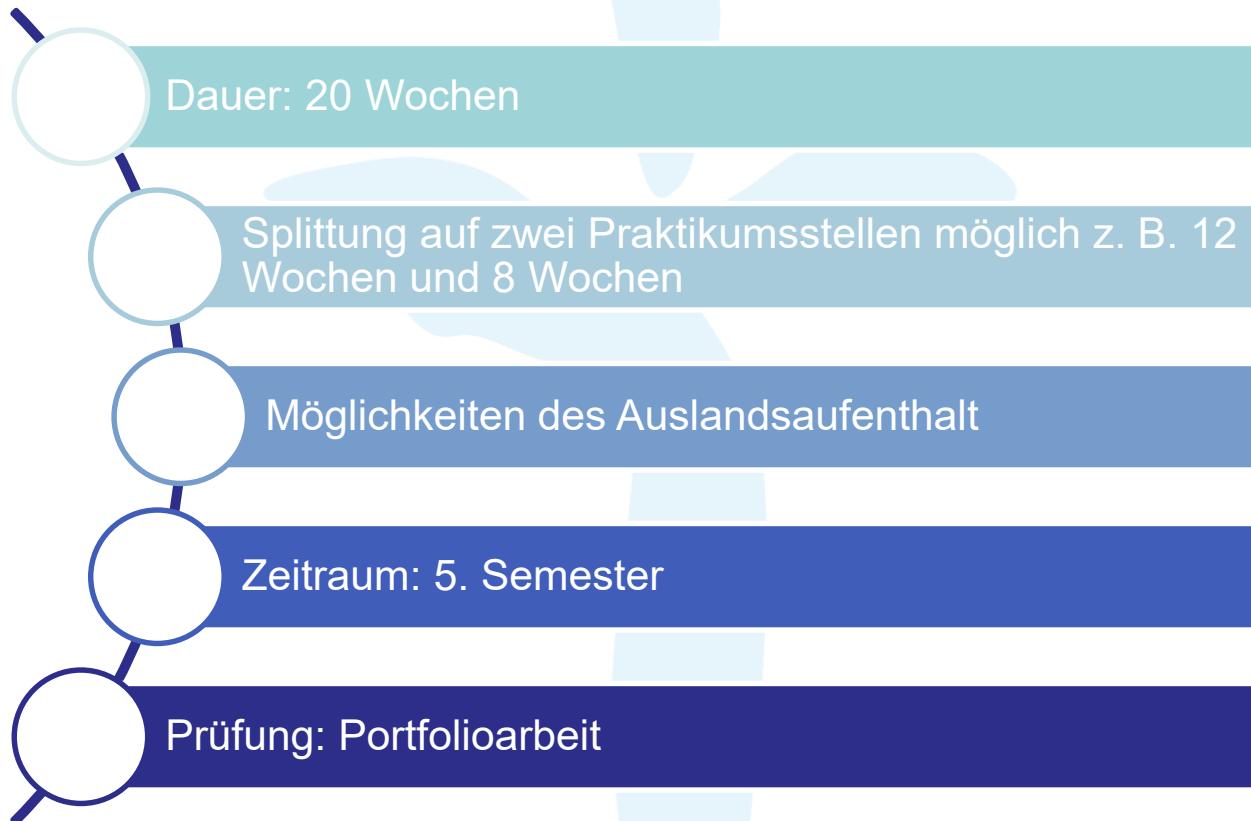 Dauer: 20 Wochen
Splittung auf zwei Praktikumsstellen möglich z. B. 12
Wochen und 8 Wochen
Möglichkeiten des Auslandsaufenthalt
Zeitraum: 5. Semester
Prüfung: Portfolioarbeit